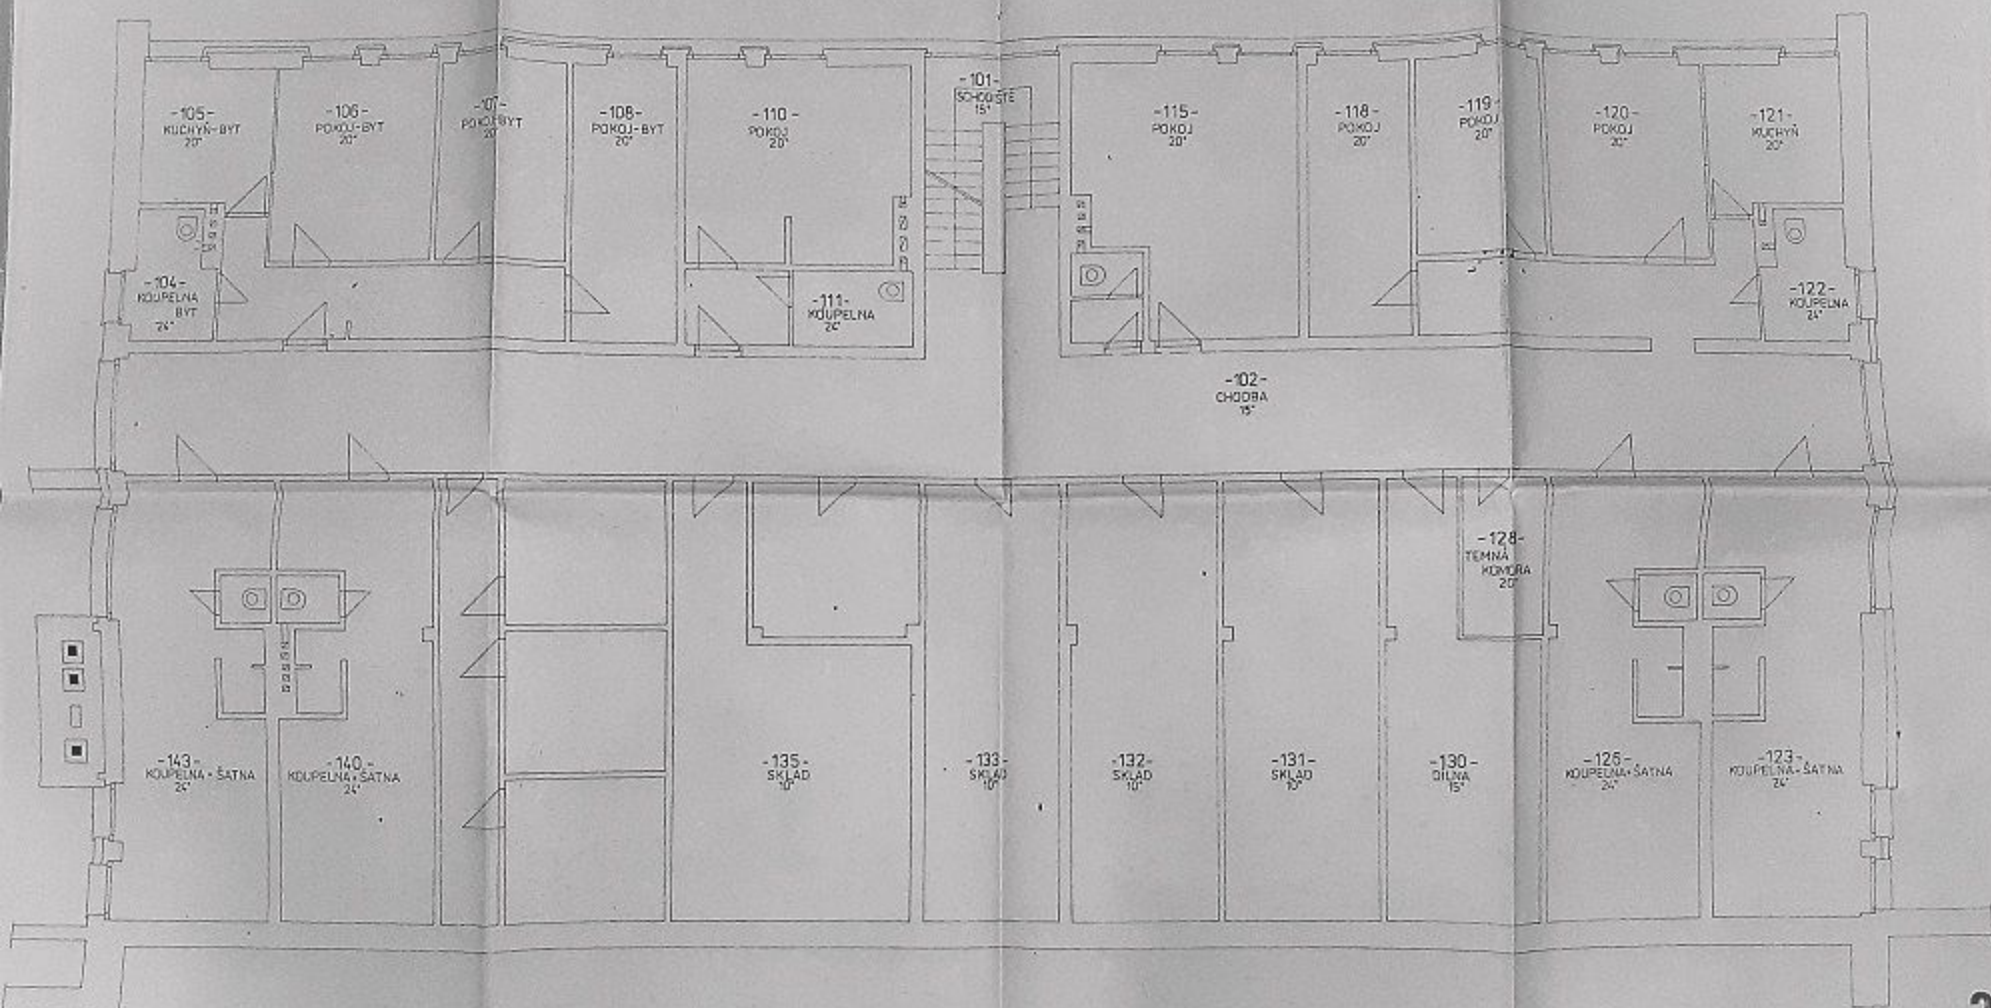 -101-
SCHODIŠTĚ
15°
-105-
KUCHYŇ-BYT
20°
-106-
POKOJ-BYT
20°
-107-
POKOJ-BYT
20°
-108-
POKOJ-BYT
20°
-110-
POKOJ
20°
-115-
POKOJ
20°
-118-
POKOJ
20°
-119-
POKOJ
20°
-120-
POKOJ
20°
-121-
KUCHYŇ
20°
-104-
KOUPELNA
BYT
24°
-111-
KOUPELNA
24°
-122-
KOUPELNA
24°
-102-
CHODBA
15°
-128-
TEMNÁ
KOMORA
20°
-143-
KOUPELNA+ŠATNA
24°
-140-
KOUPELNA+ŠATNA
24°
-135-
SKLAD
10°
-133-
SKLAD
10°
-132-
SKLAD
10°
-131-
SKLAD
10°
-130-
DÍLNA
15°
-125-
KOUPELNA+ŠATNA
24°
-123-
KOUPELNA+ŠATNA
24°